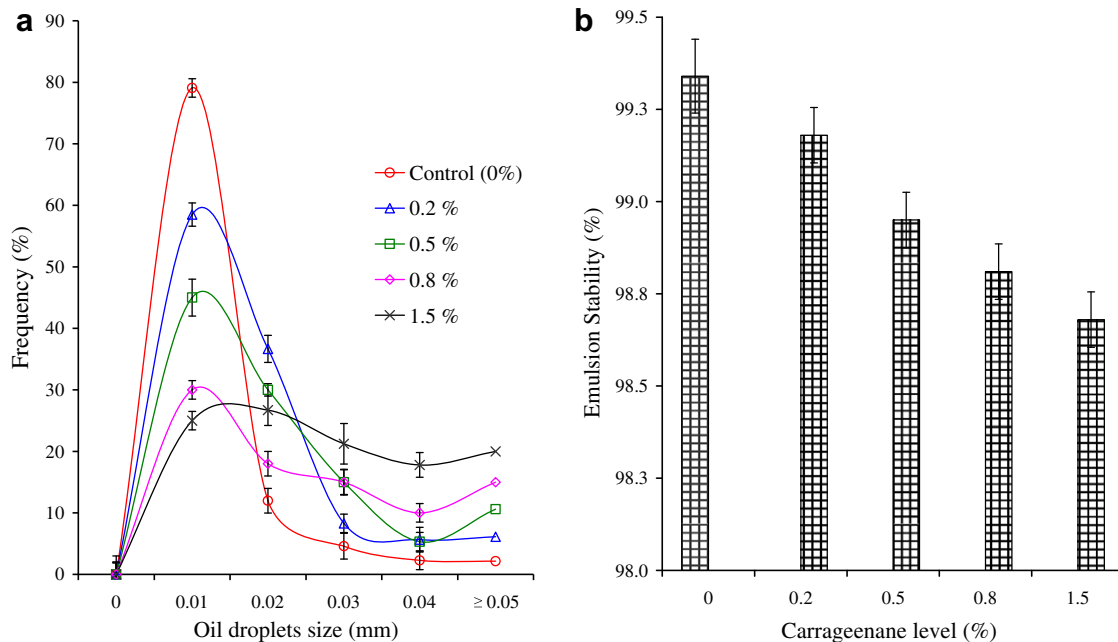 a
90
80
70
60
50
40
30
20
10
0
Frequency (%)
Control (0%)
0.2 %
0.5 %
0.8 %
1.5 %
0 0.01 0.02 0.03 0.04 ≥ 0.05
Oil droplets size (mm)
b
99.5
99.3
99.0
98.8
98.5
98.3
98.0
Emulsion Stability (%)
0 0.2 0.5 0.8 1.5
Carrageenane level (%)